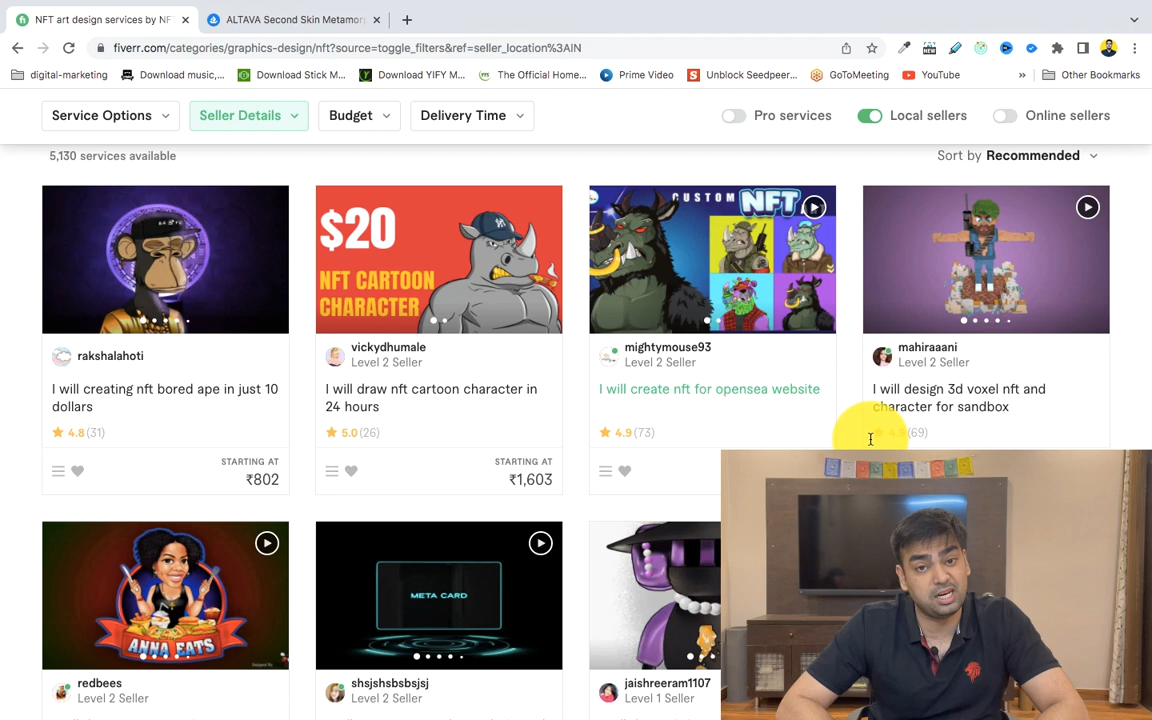 NFT art design services by NF
ALTAVA Second Skin Metamor
fiverr.com/categories/graphics-design/nft?source=toggle_filters&ref=seller_location%3AIN
NEW
digital-marketing
Download music,...
Download Stick M...
Download YIFY M...
The Official Home...
Prime Video
Unblock Seedpeer...
GoToMeeting
YouTube
Other Bookmarks
Service Options
Seller Details
Budget
Delivery Time
Pro services
Local sellers
Online sellers
5,130 services available
Sort by Recommended
$20
NFT CARTOON
CHARACTER
CUSTOM NFT
rakshalahoti
vickydhumale
Level 2 Seller
mightymouse93
Level 2 Seller
mahiraaani
Level 2 Seller
I will creating nft bored ape in just 10
dollars
I will draw nft cartoon character in
24 hours
I will create nft for opensea website
I will design 3d voxel nft and
character for sandbox
4.8 (31)
5.0 (26)
4.9 (73)
(69)
STARTING AT
₹802
STARTING AT
₹1,603
ANNA EATS
META CARD
redbees
Level 2 Seller
shsjshsbsbsjsj
Level 2 Seller
jaishreeram1107
Level 1 Seller